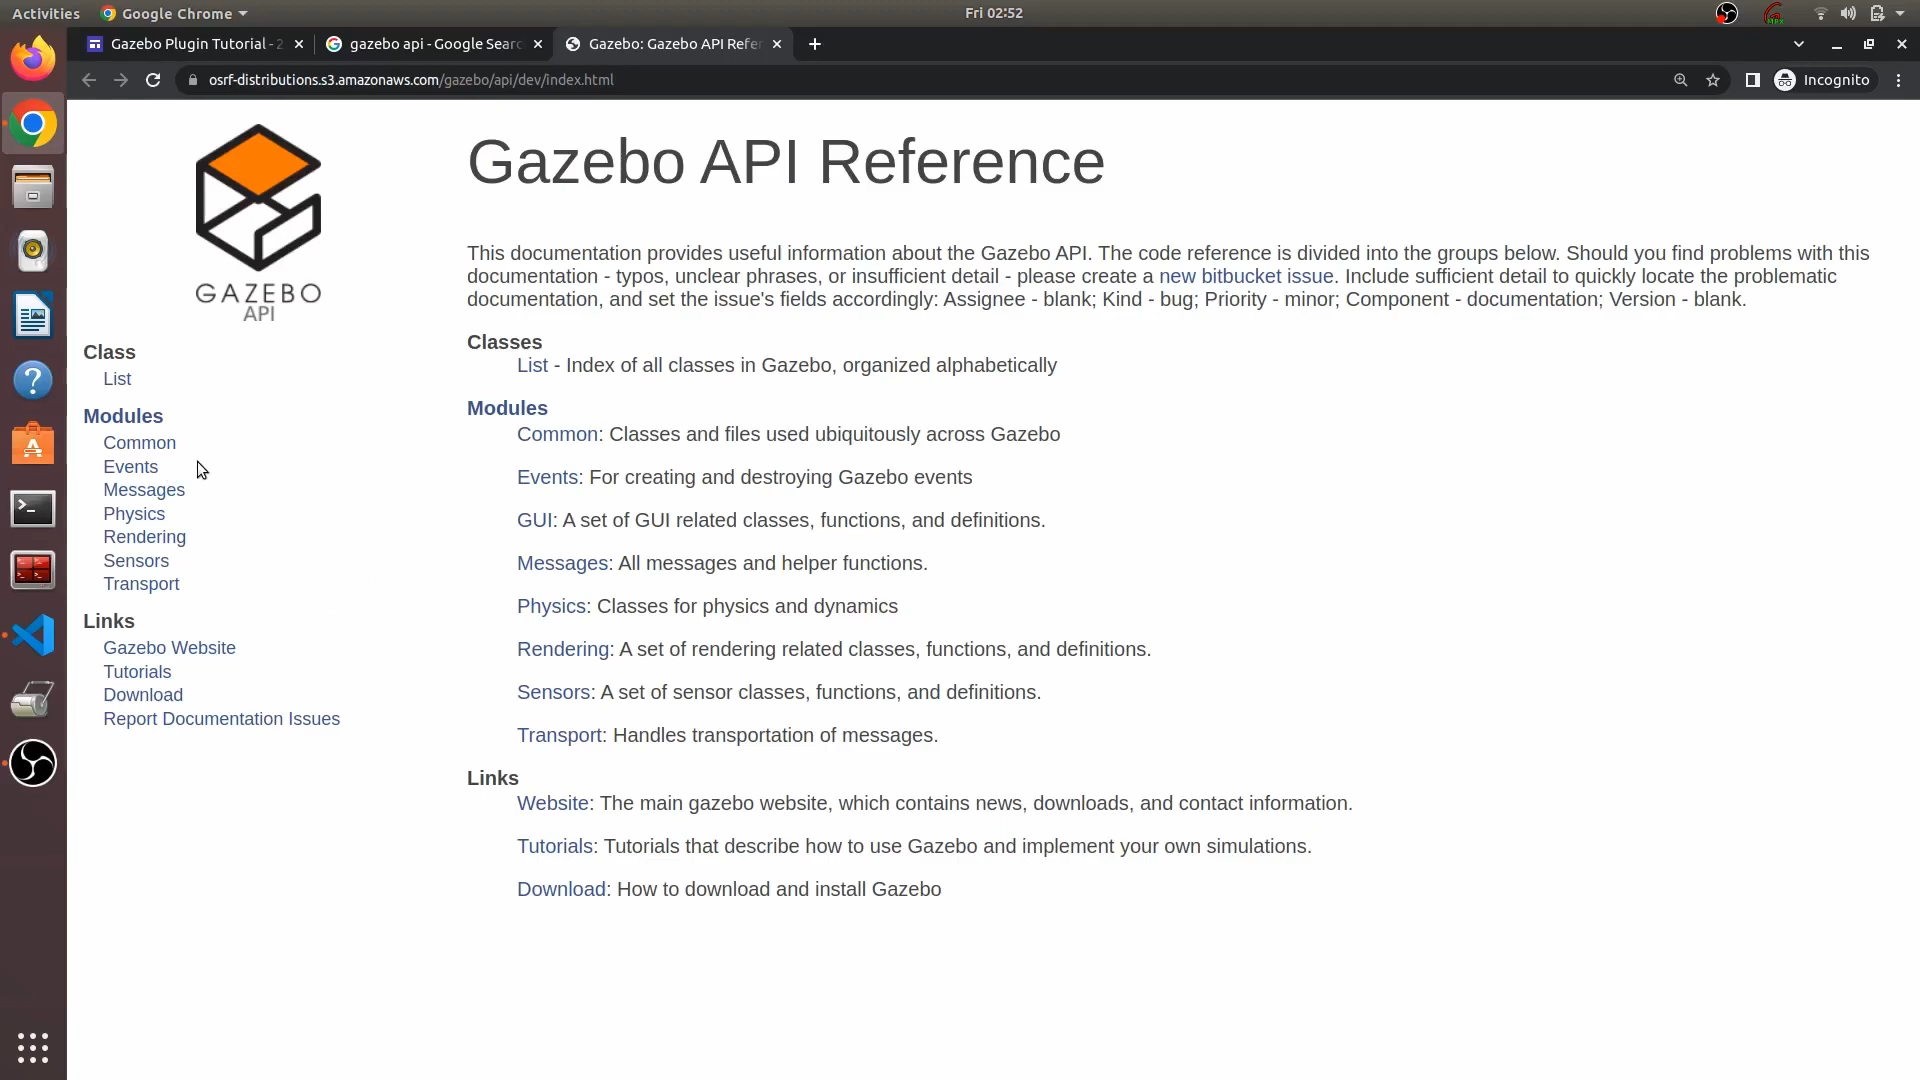 Activities
Google Chrome
Fri 02:52
Gazebo Plugin Tutorial - 2
gazebo api - Google Searc
Gazebo: Gazebo API Refer
osrf-distributions.s3.amazonaws.com/gazebo/api/dev/index.html
Incognito
GAZEBO
API
Class
List
Modules
Common
Events
Messages
Physics
Rendering
Sensors
Transport
Links
Gazebo Website
Tutorials
Download
Report Documentation Issues
Gazebo API Reference
This documentation provides useful information about the Gazebo API. The code reference is divided into the groups below. Should you find problems with this
documentation - typos, unclear phrases, or insufficient detail - please create a new bitbucket issue. Include sufficient detail to quickly locate the problematic
documentation, and set the issue's fields accordingly: Assignee - blank; Kind - bug; Priority - minor; Component - documentation; Version - blank.
Classes
List - Index of all classes in Gazebo, organized alphabetically
Modules
Common: Classes and files used ubiquitously across Gazebo
Events: For creating and destroying Gazebo events
GUI: A set of GUI related classes, functions, and definitions.
Messages: All messages and helper functions.
Physics: Classes for physics and dynamics
Rendering: A set of rendering related classes, functions, and definitions.
Sensors: A set of sensor classes, functions, and definitions.
Transport: Handles transportation of messages.
Links
Website: The main gazebo website, which contains news, downloads, and contact information.
Tutorials: Tutorials that describe how to use Gazebo and implement your own simulations.
Download: How to download and install Gazebo